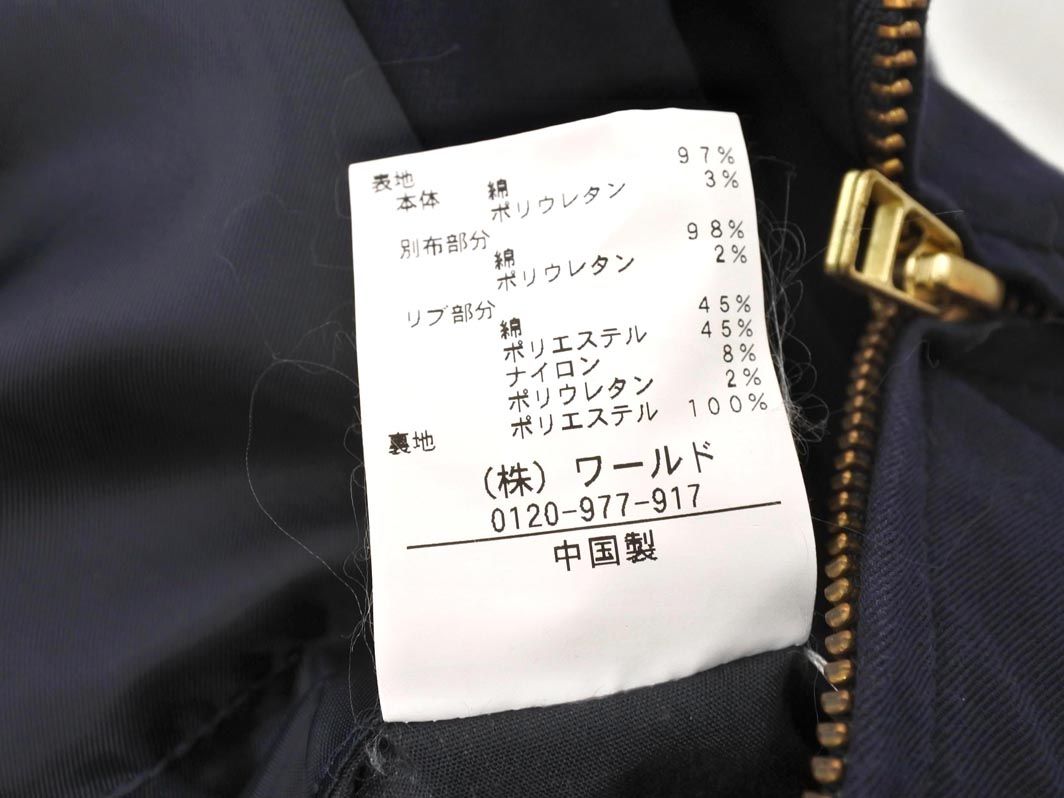 表地
本体 綿 97%
ポリウレタン 3%
別布部分
綿 98%
ポリウレタン 2%
リブ部分
綿 45%
ポリエステル 45%
ナイロン 8%
ポリウレタン 2%
裏地 ポリエステル 100%
(株) ワールド
0120-977-917
中国製